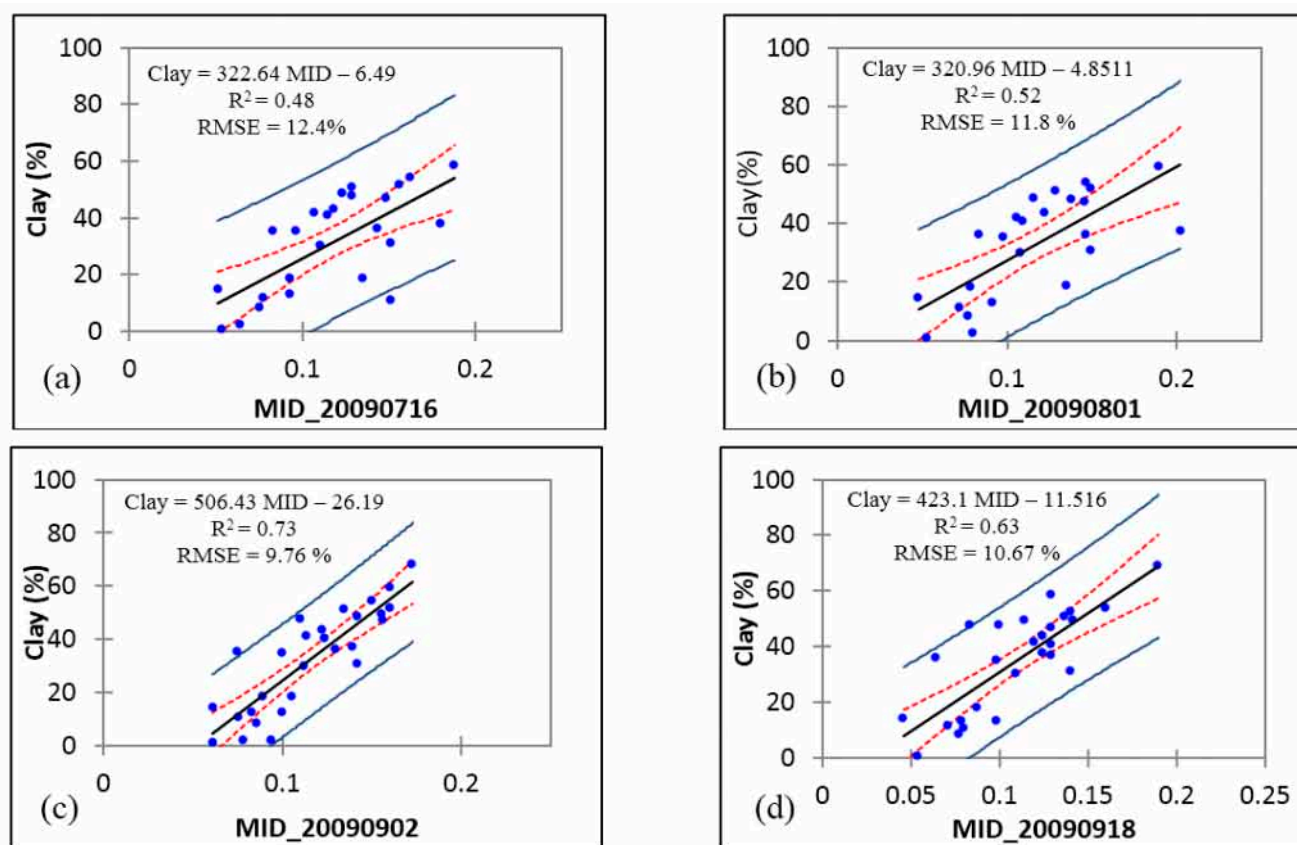 100
80
60
40
20
0
Clay (%)
Clay = 322.64 MID – 6.49
R² = 0.48
RMSE = 12.4%
0
0.1
0.2
(a)
MID_20090716
100
80
60
40
20
0
Clay(%)
Clay = 320.96 MID – 4.8511
R² = 0.52
RMSE = 11.8 %
0
0.1
0.2
(b)
MID_20090801
100
80
60
40
20
0
Clay (%)
Clay = 506.43 MID – 26.19
R² = 0.73
RMSE = 9.76 %
0
0.1
0.2
(c)
MID_20090902
100
80
60
40
20
0
Clay (%)
Clay = 423.1 MID – 11.516
R² = 0.63
RMSE = 10.67 %
0
0.05
0.1
0.15
0.2
0.25
(d)
MID_20090918